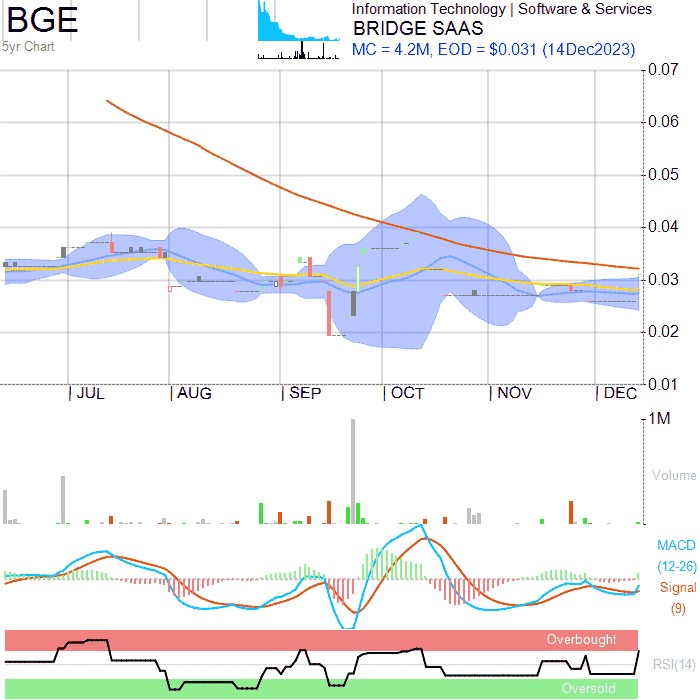 BGE
5yr Chart
Information Technology | Software & Services
BRIDGE SAAS
MC = 4.2M, EOD = $0.031 (14Dec2023)
0.07
0.06
0.05
0.04
0.03
0.02
0.01
JUL AUG SEP OCT NOV DEC
1M
Volume
MACD
(12-26)
Signal
(9)
Overbought
RSI(14)
Oversold